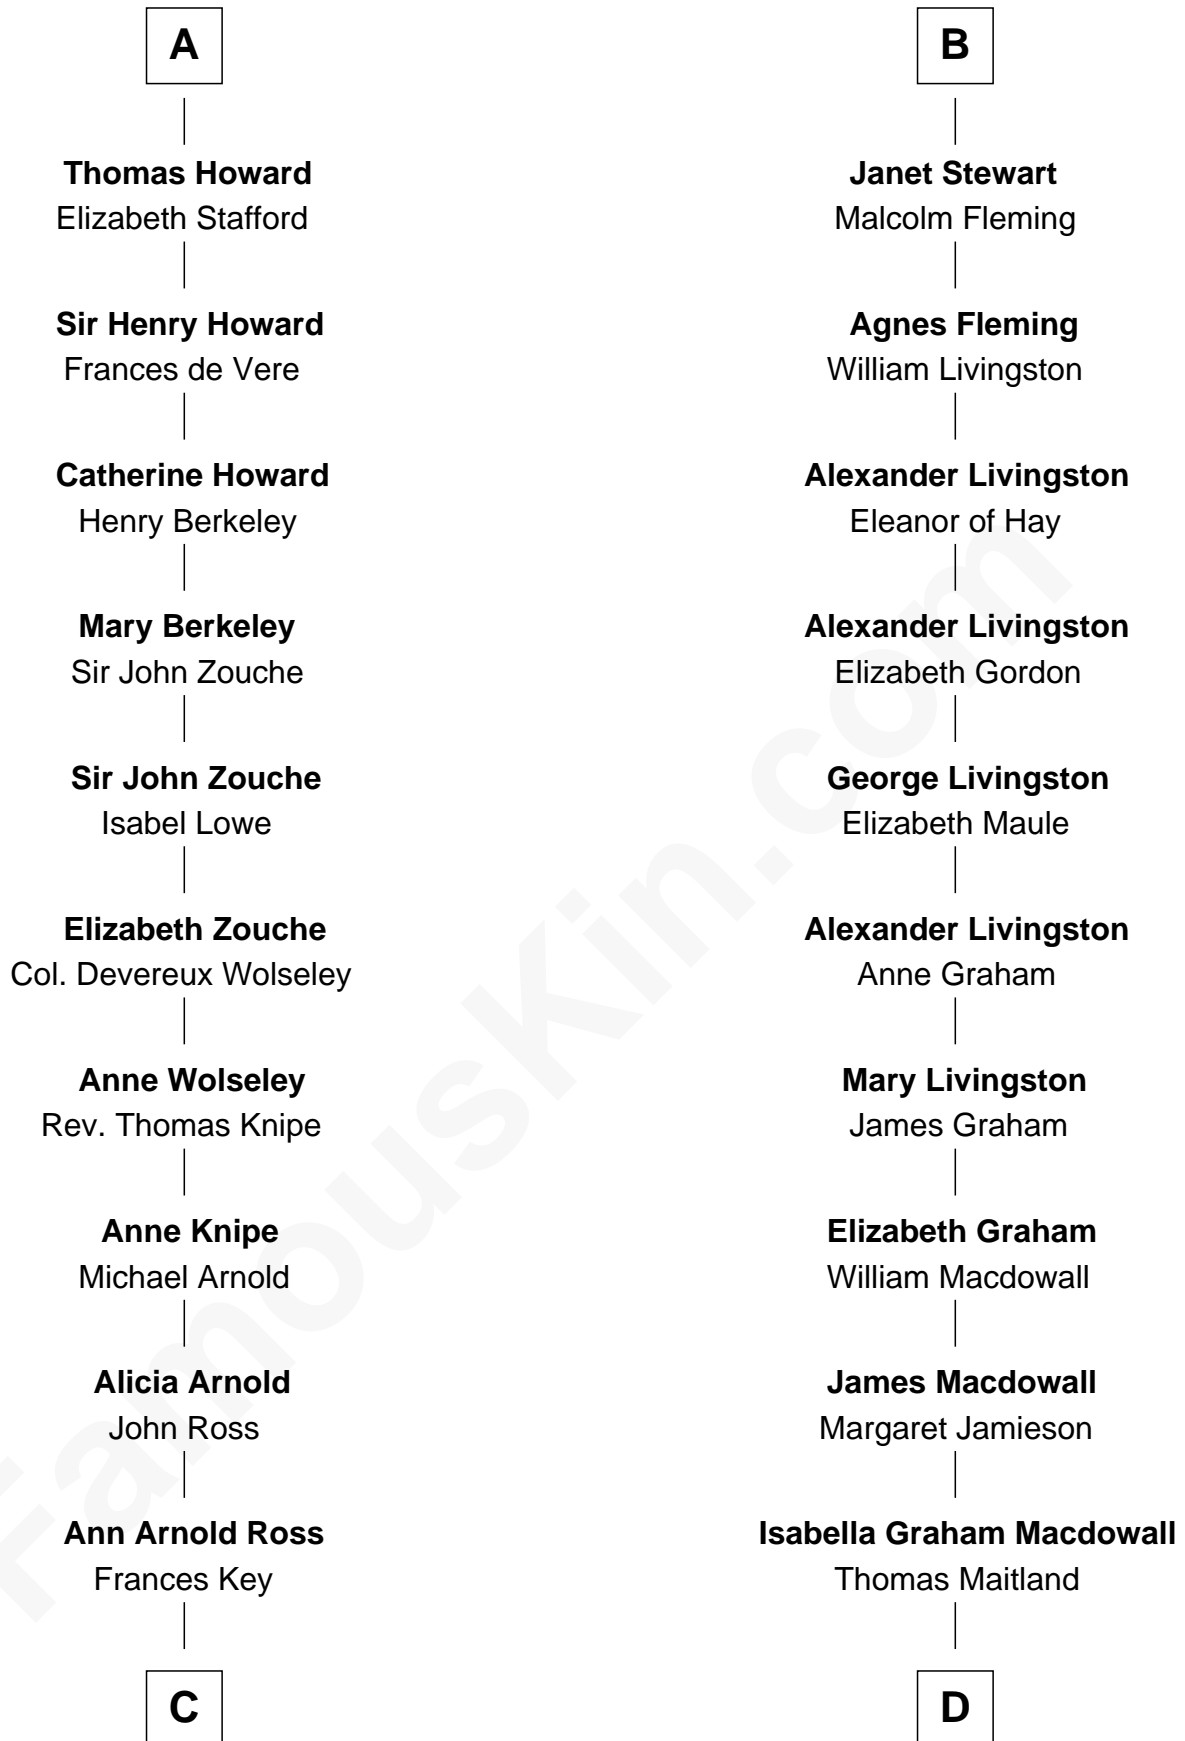 A
Thomas Howard
Elizabeth Stafford
Sir Henry Howard
Frances de Vere
Catherine Howard
Henry Berkeley
Mary Berkeley
Sir John Zouche
Sir John Zouche
Isabel Lowe
Elizabeth Zouche
Col. Devereux Wolseley
Anne Wolseley
Rev. Thomas Knipe
Anne Knipe
Michael Arnold
Alicia Arnold
John Ross
Ann Arnold Ross
Frances Key
C
B
Janet Stewart
Malcolm Fleming
Agnes Fleming
William Livingston
Alexander Livingston
Eleanor of Hay
Alexander Livingston
Elizabeth Gordon
George Livingston
Elizabeth Maule
Alexander Livingston
Anne Graham
Mary Livingston
James Graham
Elizabeth Graham
William Macdowall
James Macdowall
Margaret Jamieson
Isabella Graham Macdowall
Thomas Maitland
D
FamousKin.com